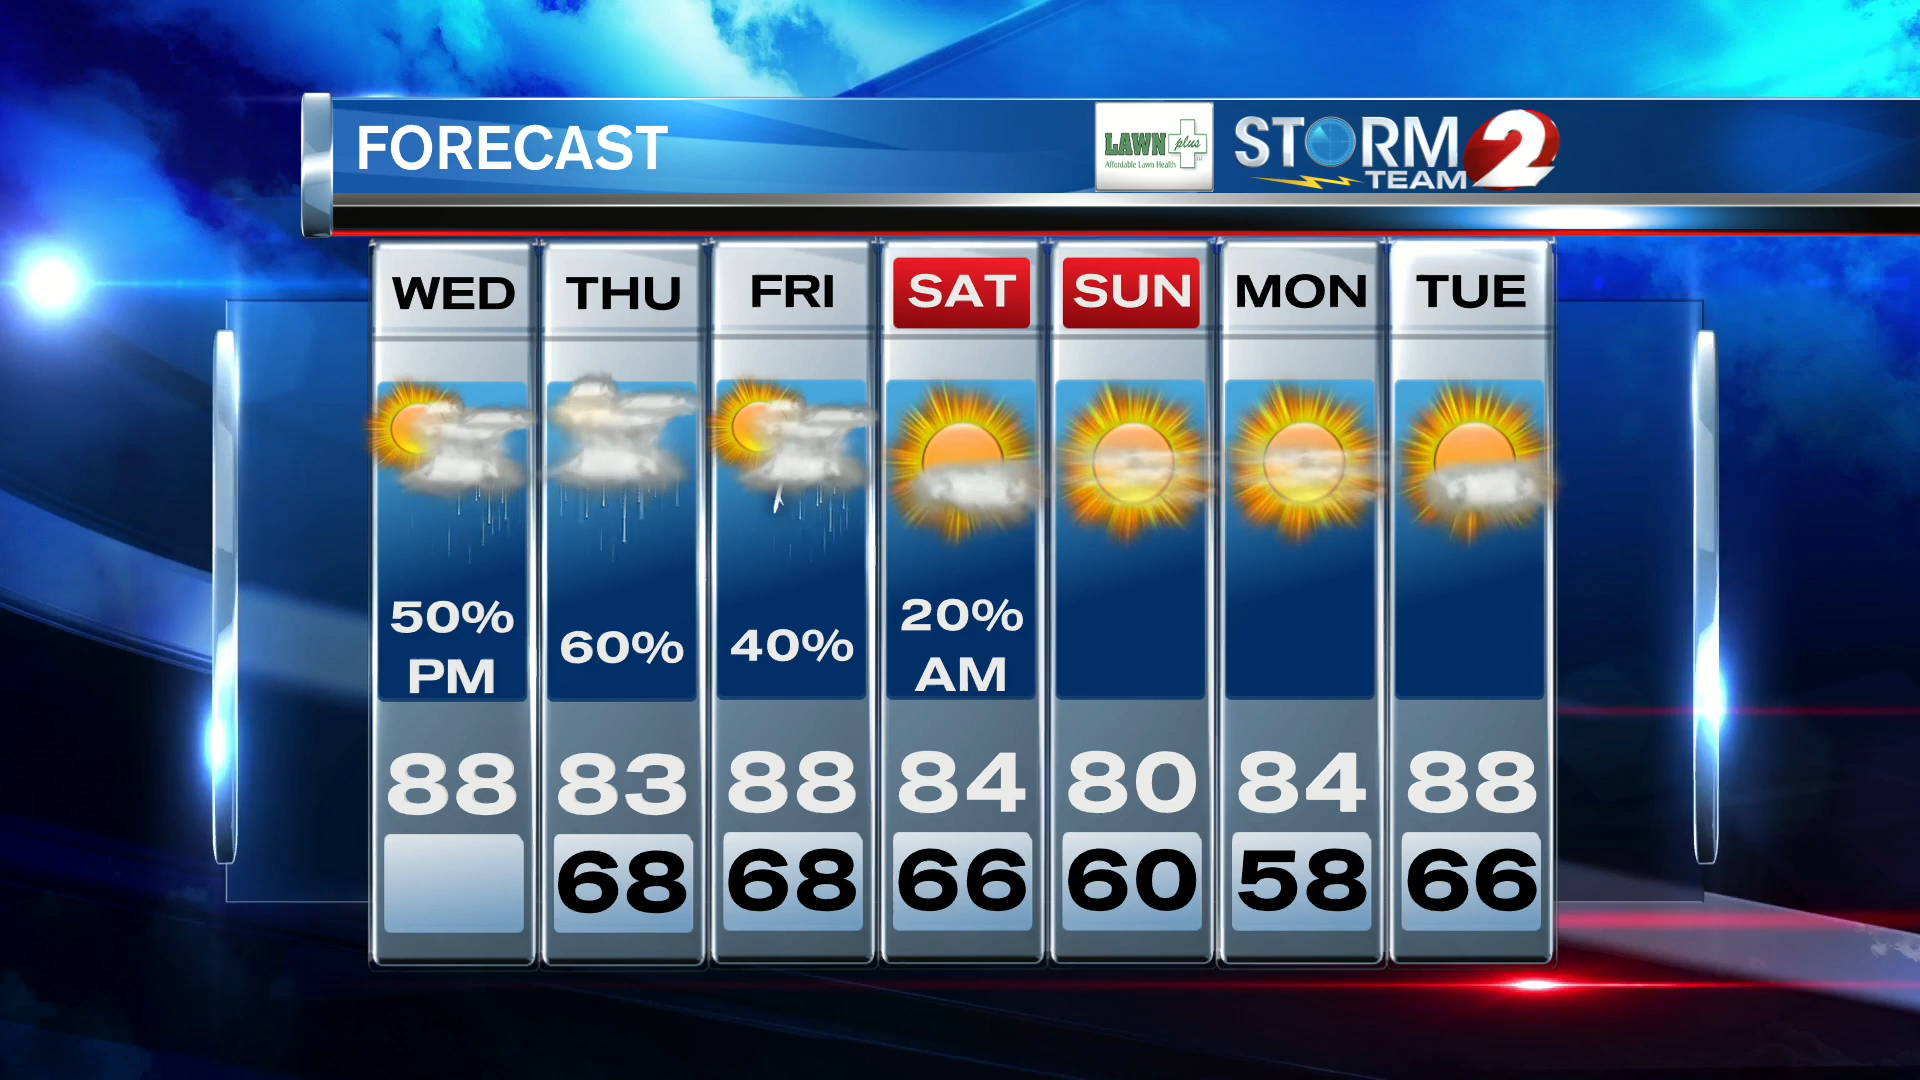 FORECAST
LAWN plus
Affordable Lawn Health
STORM
TEAM 2
WED THU FRI SAT SUN MON TUE
50% PM 60% 40% 20% AM
88 83 88 84 80 84 88
68 68 66 60 58 66